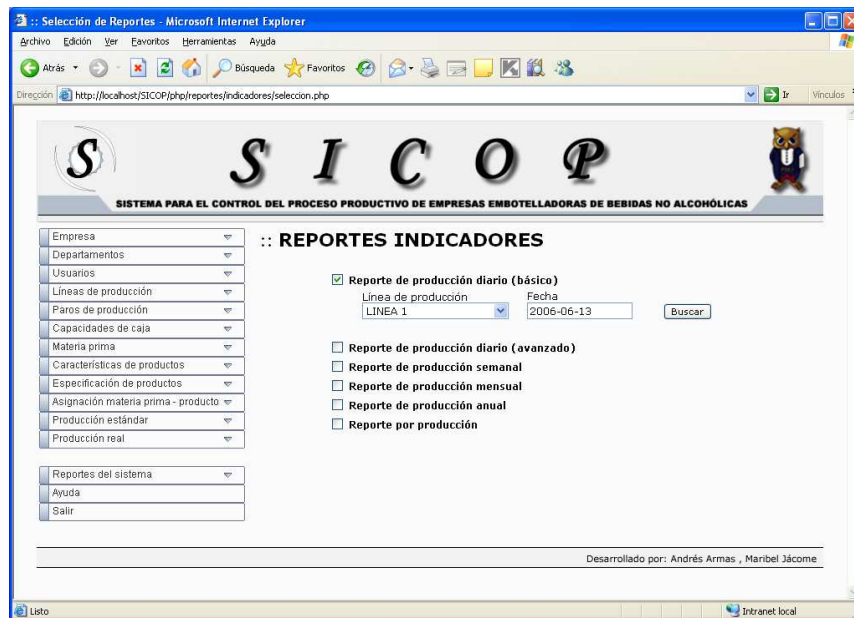 :: Selección de Reportes - Microsoft Internet Explorer
Archivo Edición Ver Favoritos Herramientas Ayuda
Atrás Búsqueda Favoritos
Dirección http://localhost/SICOP/php/reportes/indicadores/seleccion.php Ir Vínculos
S S I C O P
SISTEMA PARA EL CONTROL DEL PROCESO PRODUCTIVO DE EMPRESAS EMBOTELLADORAS DE BEBIDAS NO ALCOHÓLICAS
Empresa
Departamentos
Usuarios
Líneas de producción
Paros de producción
Capacidades de caja
Materia prima
Características de productos
Especificación de productos
Asignación materia prima - producto
Producción estándar
Producción real
Reportes del sistema
Ayuda
Salir
:: REPORTES INDICADORES
Reporte de producción diario (básico)
Línea de producción Fecha
LINEA 1 2006-06-13 Buscar
Reporte de producción diario (avanzado)
Reporte de producción semanal
Reporte de producción mensual
Reporte de producción anual
Reporte por producción
Desarrollado por: Andrés Armas , Maribel Jácome
Listo Intranet local